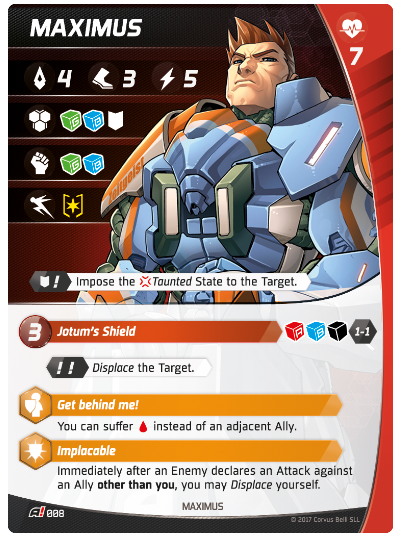 MAXIMUS
7
4 3 5
! Impose the Taunted State to the Target.
3 Jotum's Shield 1-1
! ! Displace the Target.
Get behind me!
You can suffer instead of an adjacent Ally.
Implacable
Immediately after an Enemy declares an Attack against
an Ally other than you, you may Displace yourself.
MAXIMUS
A! 008
© 2017 Corvus Belli SLL